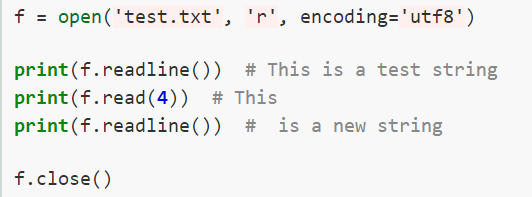 f = open('test.txt', 'r', encoding='utf8')
print(f.readline())  # This is a test string
print(f.read(4))  # This
print(f.readline())  #  is a new string
f.close()